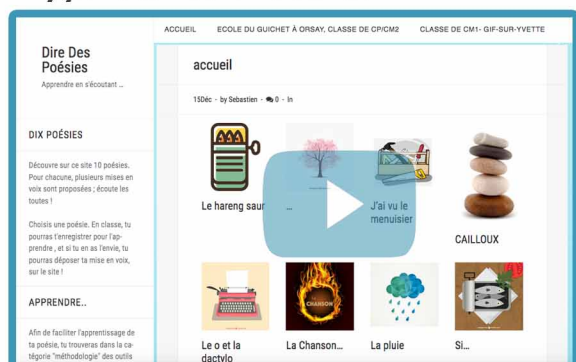 ACCUEIL ECOLE DU GUICHET À ORSAY, CLASSE DE CP/CM2 CLASSE DE CM1- GIF-SUR-YVETTE
Dire Des
Poésies
Apprendre en s'écoutant ...
accueil
15Déc - by Sebastien - 0 - In
DIX POÉSIES
Découvre sur ce site 10 poésies.
Pour chacune, plusieurs mises en
voix sont proposées ; écoute les
toutes !
Choisis une poésie. En classe, tu
pourras t'enregistrer pour l'ap-
prendre , et si tu en as l'envie, tu
pourras déposer ta mise en voix,
sur le site !
APPRENDRE..
Afin de faciliter l'apprentissage de
ta poésie, tu trouveras dans la ca-
tégorie "méthodologie" des outils
Le hareng saur
...
J'ai vu le
menuisier
CAILLOUX
CHANSON
Le o et la
dactylo
La Chanson...
La pluie
Si...